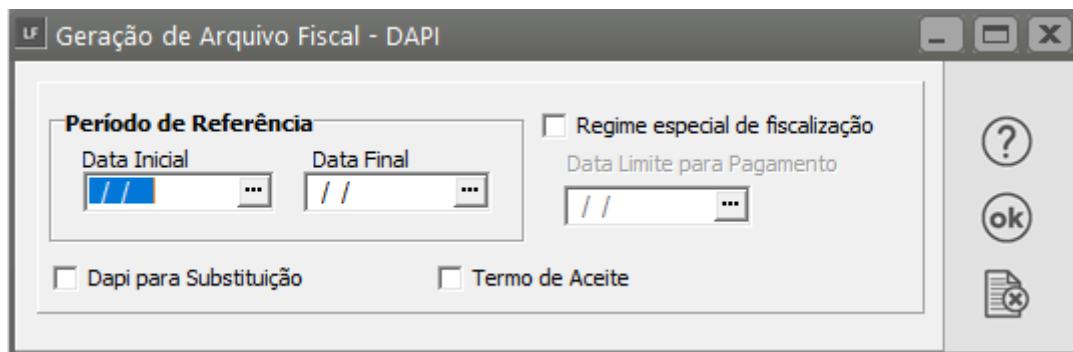 LF Geração de Arquivo Fiscal - DAPI
Período de Referência
Data Inicial Data Final
/ / ... / / ...
Regime especial de fiscalização
Data Limite para Pagamento
/ / ...
Dapi para Substituição Termo de Aceite
?
ok